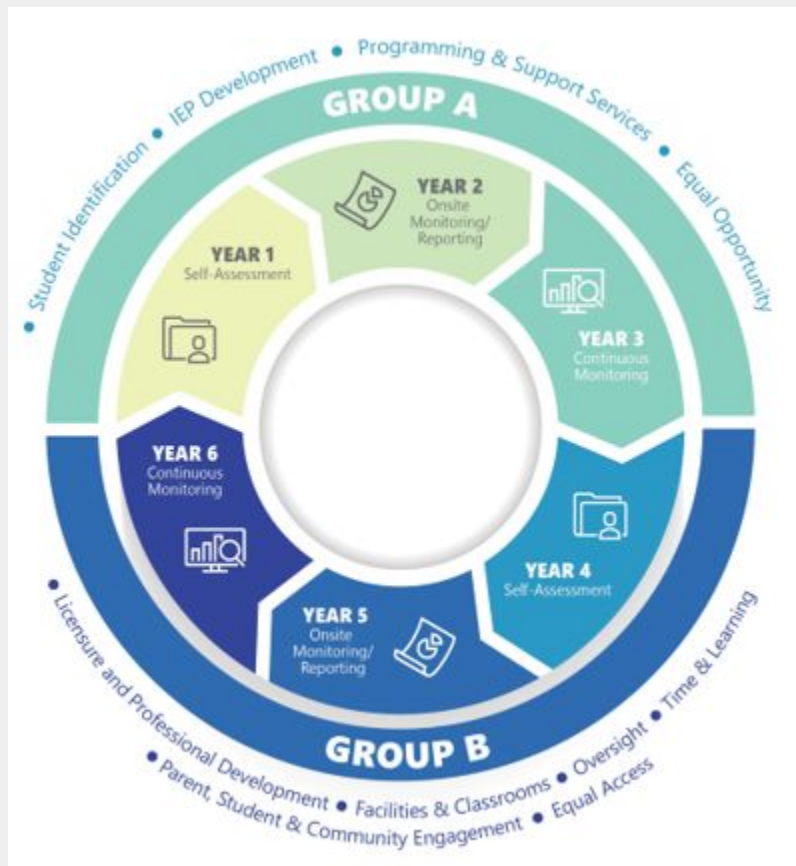 • Student Identification • IEP Development • Programming & Support Services • Equal Opportunity
GROUP A
YEAR 1
Self-Assessment
YEAR 2
Onsite
Monitoring/
Reporting
YEAR 3
Continuous
Monitoring
YEAR 4
Self-Assessment
YEAR 5
Onsite
Monitoring/
Reporting
YEAR 6
Continuous
Monitoring
GROUP B
• Licensure and Professional Development • Facilities & Classrooms • Oversight • Time & Learning
• Parent, Student & Community Engagement • Equal Access